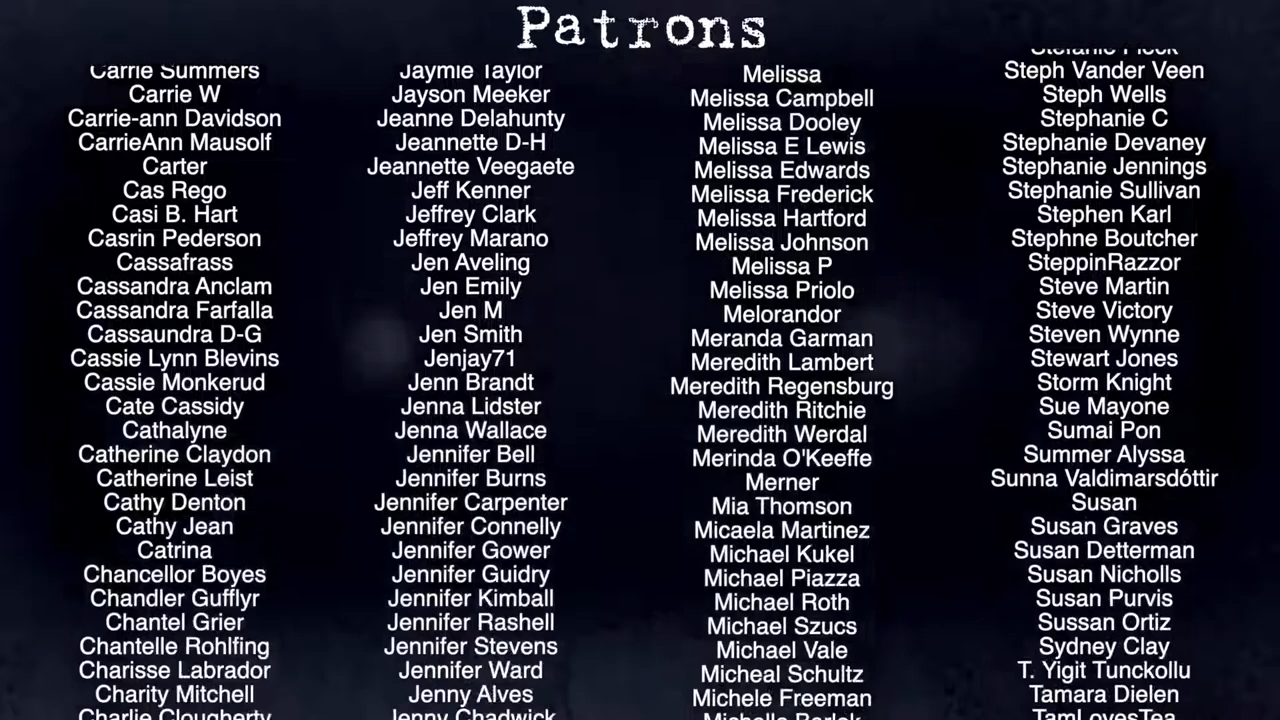 Patrons
Carrie Summers
Carrie W
Carrie-ann Davidson
CarrieAnn Mausolf
Carter
Cas Rego
Casi B. Hart
Casrin Pederson
Cassafrass
Cassandra Anclam
Cassandra Farfalla
Cassaundra D-G
Cassie Lynn Blevins
Cassie Monkerud
Cate Cassidy
Cathalyne
Catherine Claydon
Catherine Leist
Cathy Denton
Cathy Jean
Catrina
Chancellor Boyes
Chandler Gufflyr
Chantel Grier
Chantelle Rohlfing
Charisse Labrador
Charity Mitchell
Charlie Clougherty
Jaymie Taylor
Jayson Meeker
Jeanne Delahunty
Jeannette D-H
Jeannette Veegaete
Jeff Kenner
Jeffrey Clark
Jeffrey Marano
Jen Aveling
Jen Emily
Jen M
Jen Smith
Jenjay71
Jenn Brandt
Jenna Lidster
Jenna Wallace
Jennifer Bell
Jennifer Burns
Jennifer Carpenter
Jennifer Connelly
Jennifer Gower
Jennifer Guidry
Jennifer Kimball
Jennifer Rashell
Jennifer Stevens
Jennifer Ward
Jenny Alves
Jenny Chadwick
Melissa
Melissa Campbell
Melissa Dooley
Melissa E Lewis
Melissa Edwards
Melissa Frederick
Melissa Hartford
Melissa Johnson
Melissa P
Melissa Priolo
Melorandor
Meranda Garman
Meredith Lambert
Meredith Regensburg
Meredith Ritchie
Meredith Werdal
Merinda O'Keeffe
Merner
Mia Thomson
Micaela Martinez
Michael Kukel
Michael Piazza
Michael Roth
Michael Szucs
Michael Vale
Micheal Schultz
Michele Freeman
Stefanie
Steph Vander Veen
Steph Wells
Stephanie C
Stephanie Devaney
Stephanie Jennings
Stephanie Sullivan
Stephen Karl
Stephne Boutcher
SteppinRazzor
Steve Martin
Steve Victory
Steven Wynne
Stewart Jones
Storm Knight
Sue Mayone
Sumai Pon
Summer Alyssa
Sunna Valdimarsdóttir
Susan
Susan Graves
Susan Detterman
Susan Nicholls
Susan Purvis
Sussan Ortiz
Sydney Clay
T. Yigit Tunckollu
Tamara Dielen
TamLovesTea